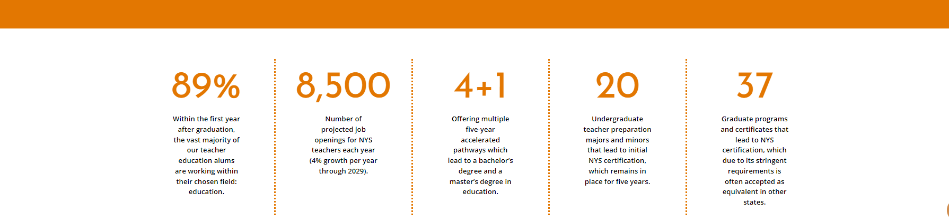 89%
Within the first year
after graduation,
the vast majority of
our teacher
education alums
are working within
their chosen field:
education.
8,500
Number of
projected job
openings for NYS
teachers each year
(4% growth per year
through 2029).
4+1
Offering multiple
five-year
accelerated
pathways which
lead to a bachelor's
degree and a
master's degree in
education.
20
Undergraduate
teacher preparation
majors and minors
that lead to initial
NYS certification,
which remains in
place for five years.
37
Graduate programs
and certificates that
lead to NYS
certification, which
due to its stringent
requirements is
often accepted as
equivalent in other
states.